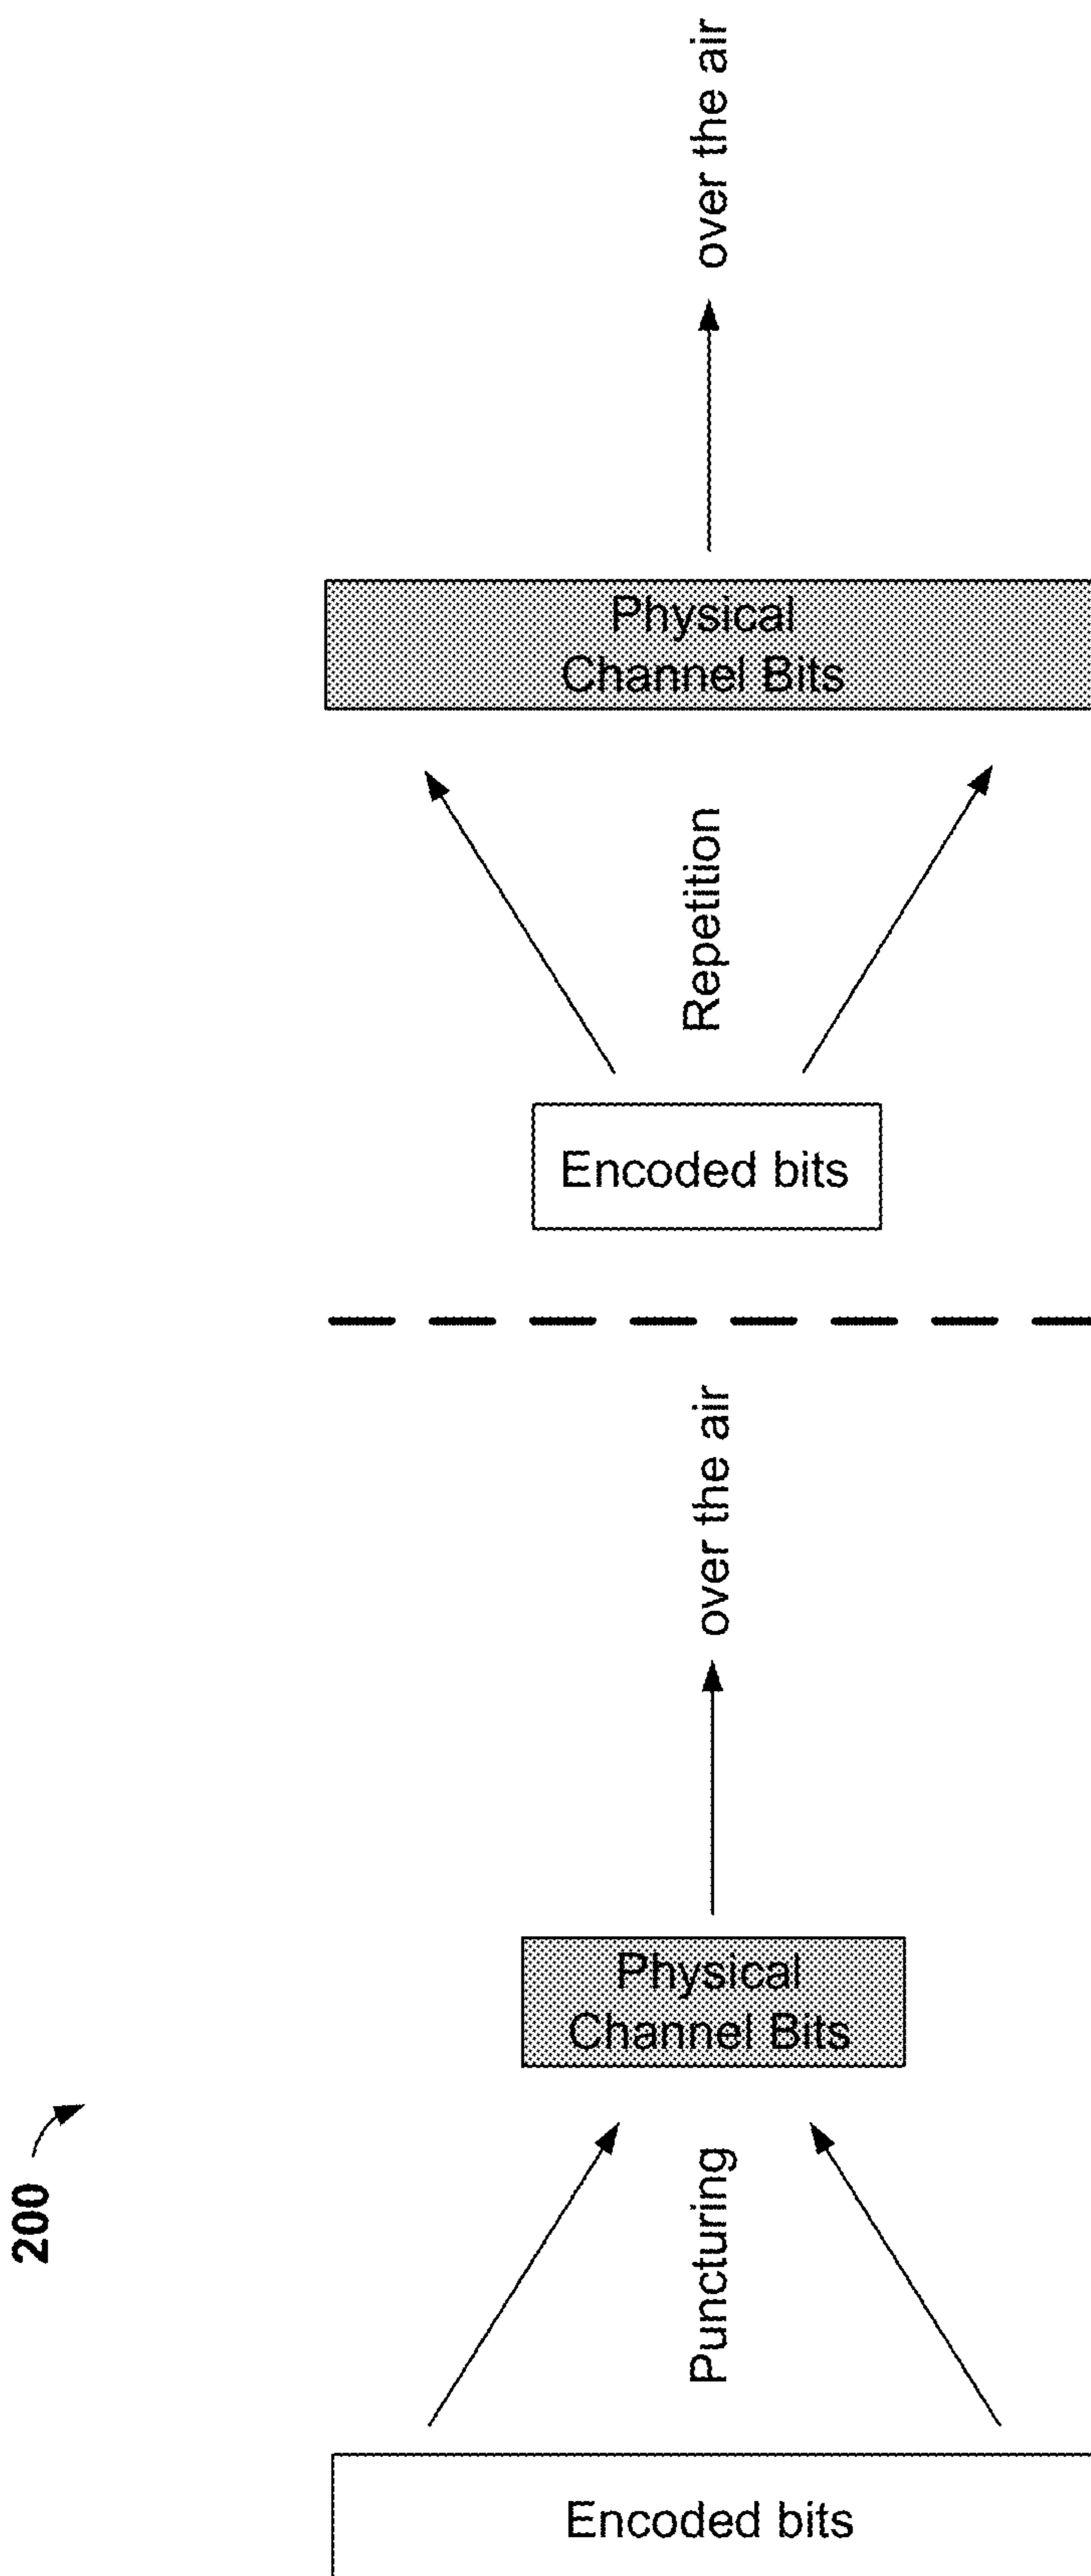 200
over the air
Physical
Channel Bits
Repetition
Encoded bits
over the air
Physical
Channel Bits
Puncturing
Encoded bits